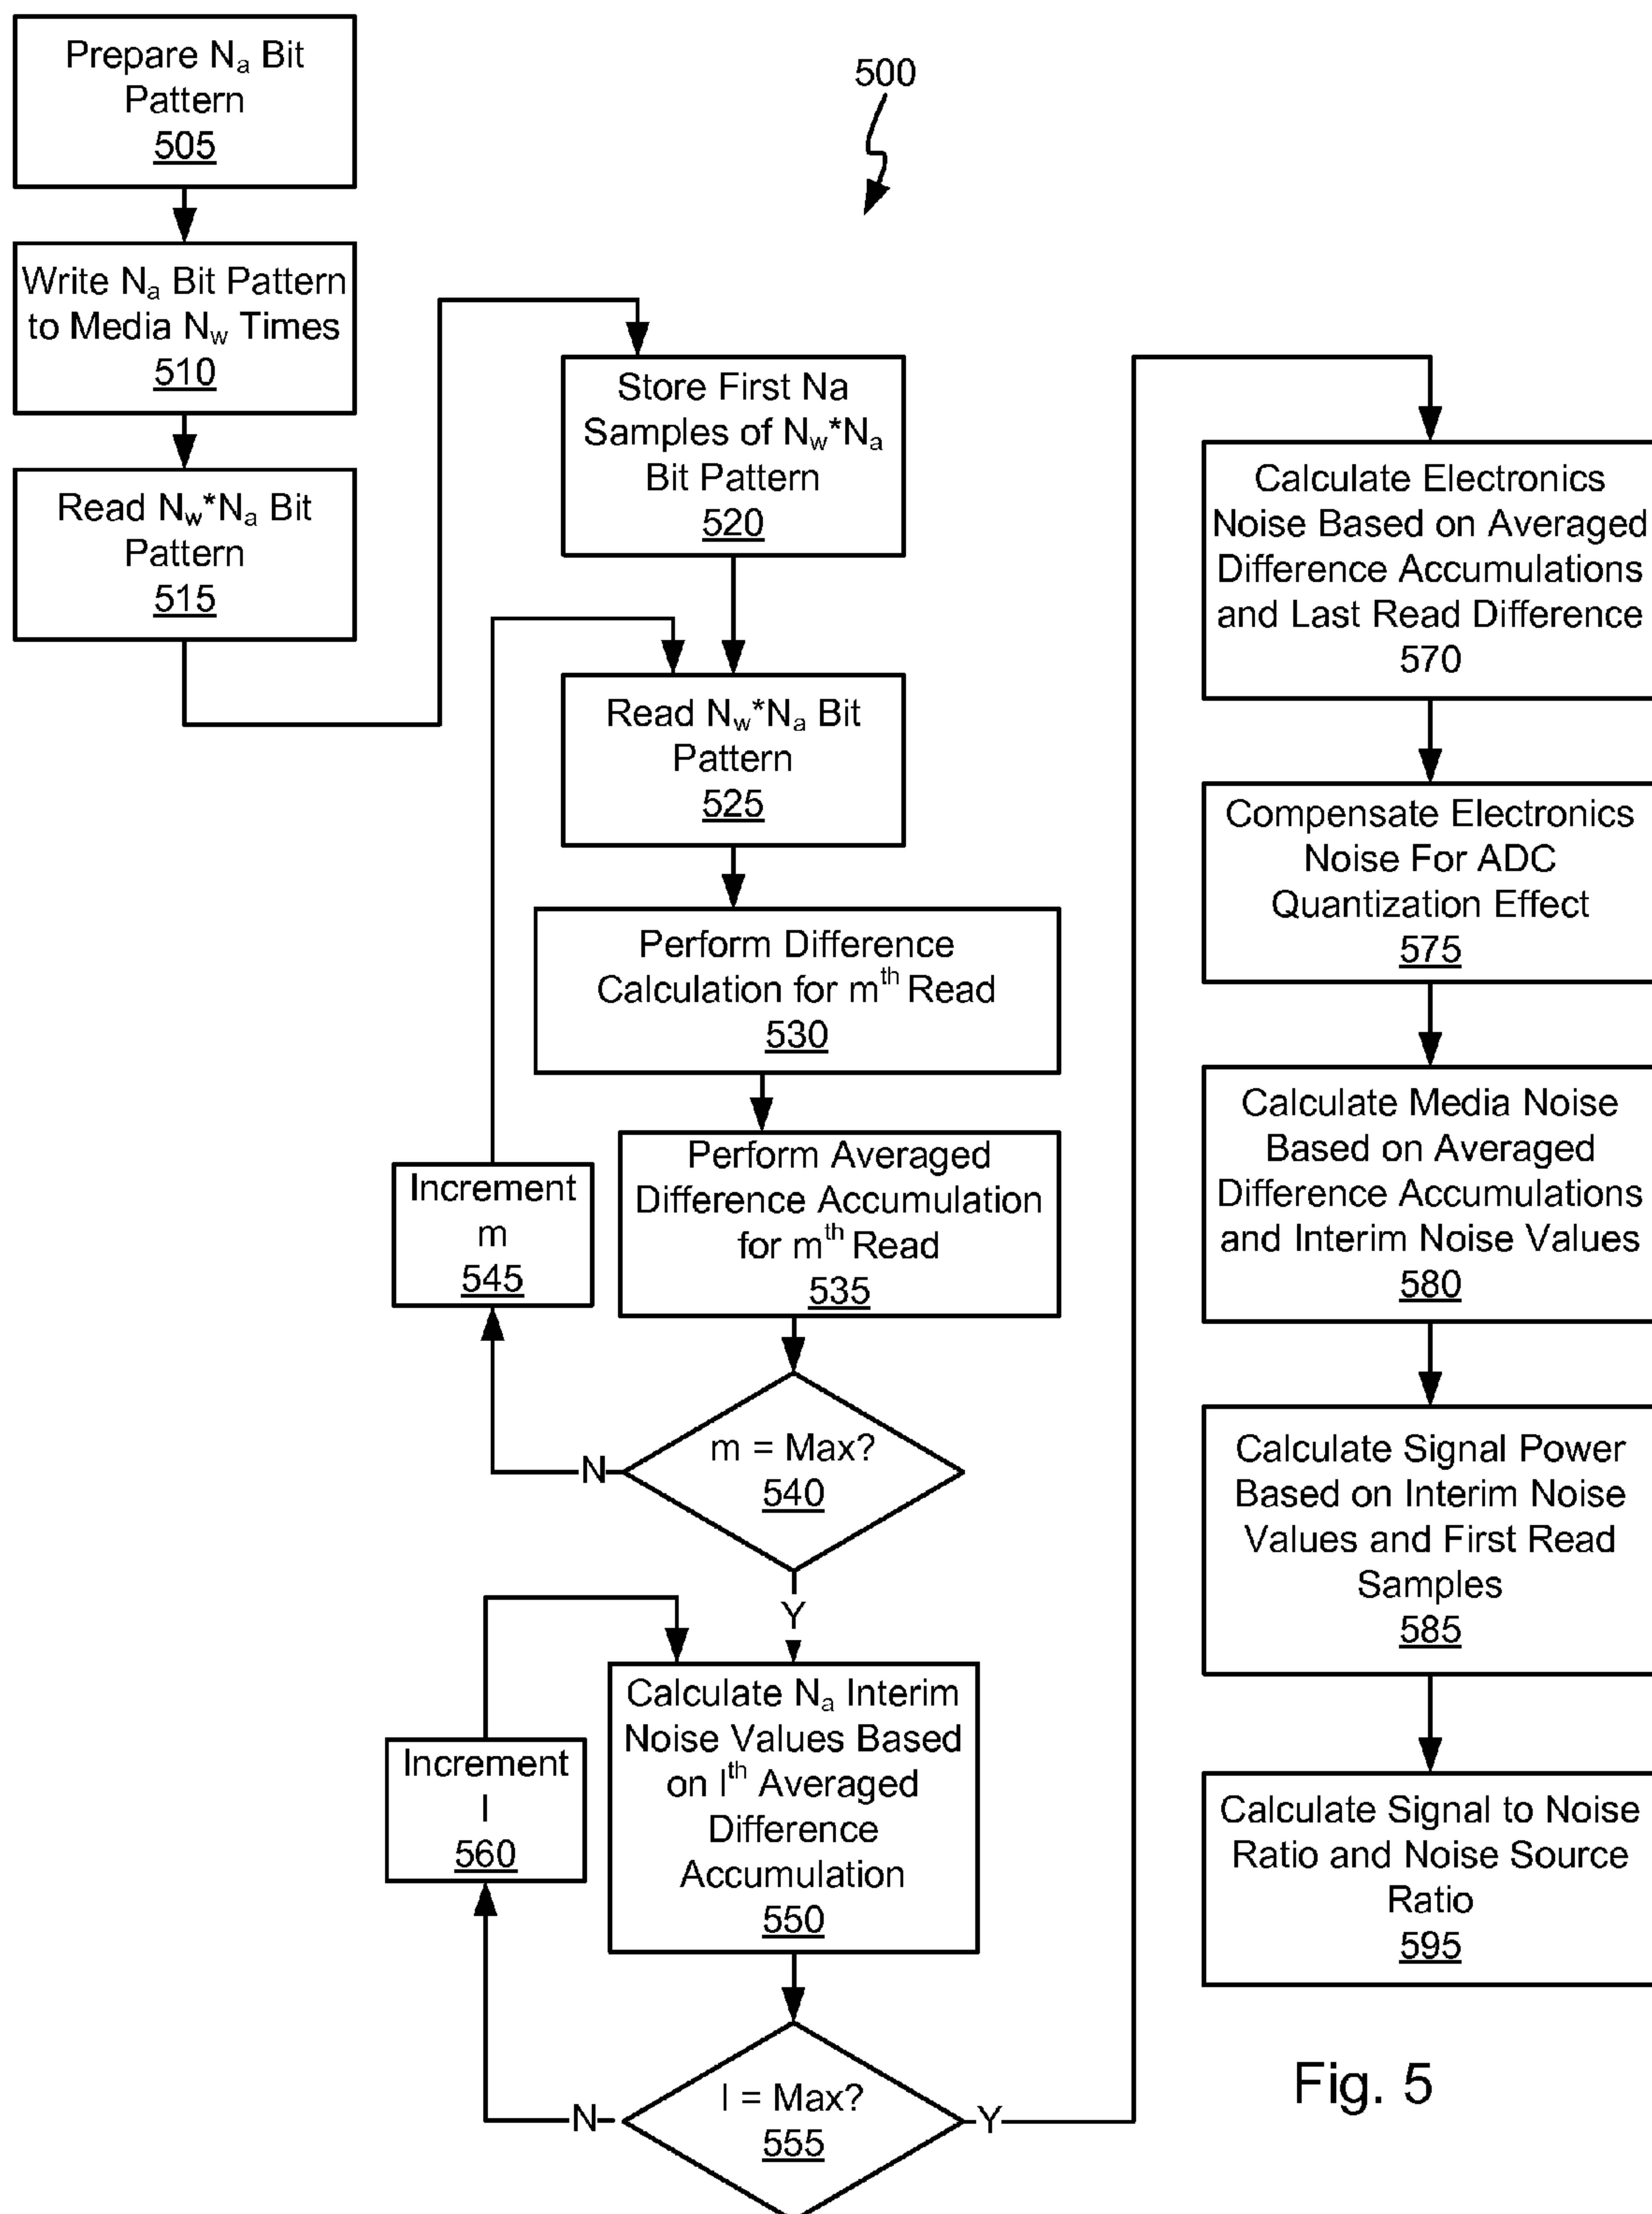 Prepare Nₐ Bit
Pattern
505
Write Nₐ Bit Pattern
to Media N_w Times
510
Read N_w*Nₐ Bit
Pattern
515
500
Store First Na
Samples of N_w*Nₐ
Bit Pattern
520
Read N_w*Nₐ Bit
Pattern
525
Perform Difference
Calculation for mᵗʰ Read
530
Perform Averaged
Difference Accumulation
for mᵗʰ Read
535
Increment
m
545
m = Max?
540
N
Y
Calculate Nₐ Interim
Noise Values Based
on lᵗʰ Averaged
Difference
Accumulation
550
Increment
l
560
l = Max?
555
N
Y
Calculate Electronics
Noise Based on Averaged
Difference Accumulations
and Last Read Difference
570
Compensate Electronics
Noise For ADC
Quantization Effect
575
Calculate Media Noise
Based on Averaged
Difference Accumulations
and Interim Noise Values
580
Calculate Signal Power
Based on Interim Noise
Values and First Read
Samples
585
Calculate Signal to Noise
Ratio and Noise Source
Ratio
595
Fig. 5